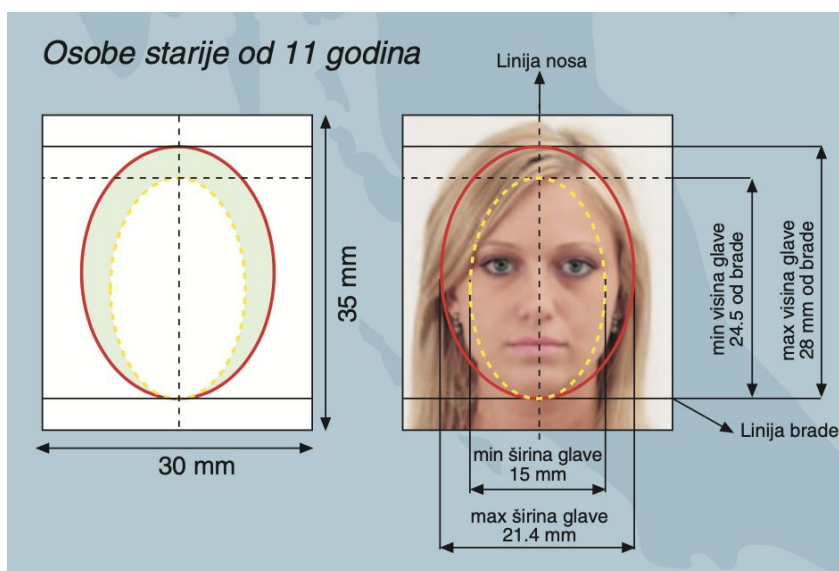 Osobe starije od 11 godina
Linija nosa
35 mm
30 mm
min visina glave
24.5 od brade
max visina glave
28 mm od brade
Linija brade
min širina glave
15 mm
max širina glave
21.4 mm